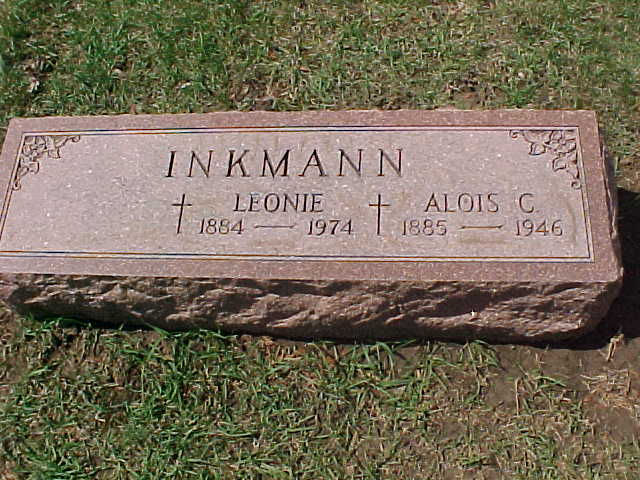 INKMANN
LEONIE ALOIS C.
1884 — 1974 1885 — 1946